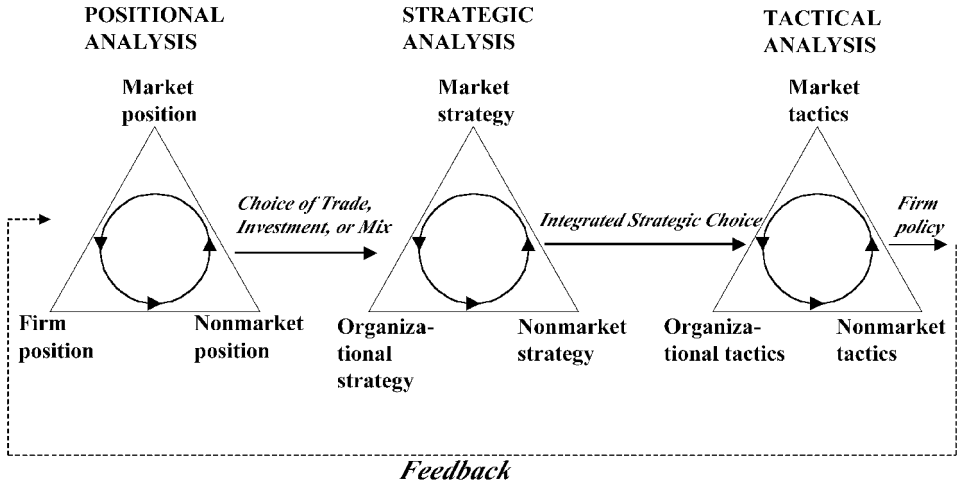 POSITIONAL
ANALYSIS
Market
position
Firm
position
Nonmarket
position
Choice of Trade,
Investment, or Mix
STRATEGIC
ANALYSIS
Market
strategy
Organiza-
tional
strategy
Nonmarket
strategy
Integrated Strategic Choice
TACTICAL
ANALYSIS
Market
tactics
Organiza-
tional tactics
Nonmarket
tactics
Firm
policy
Feedback